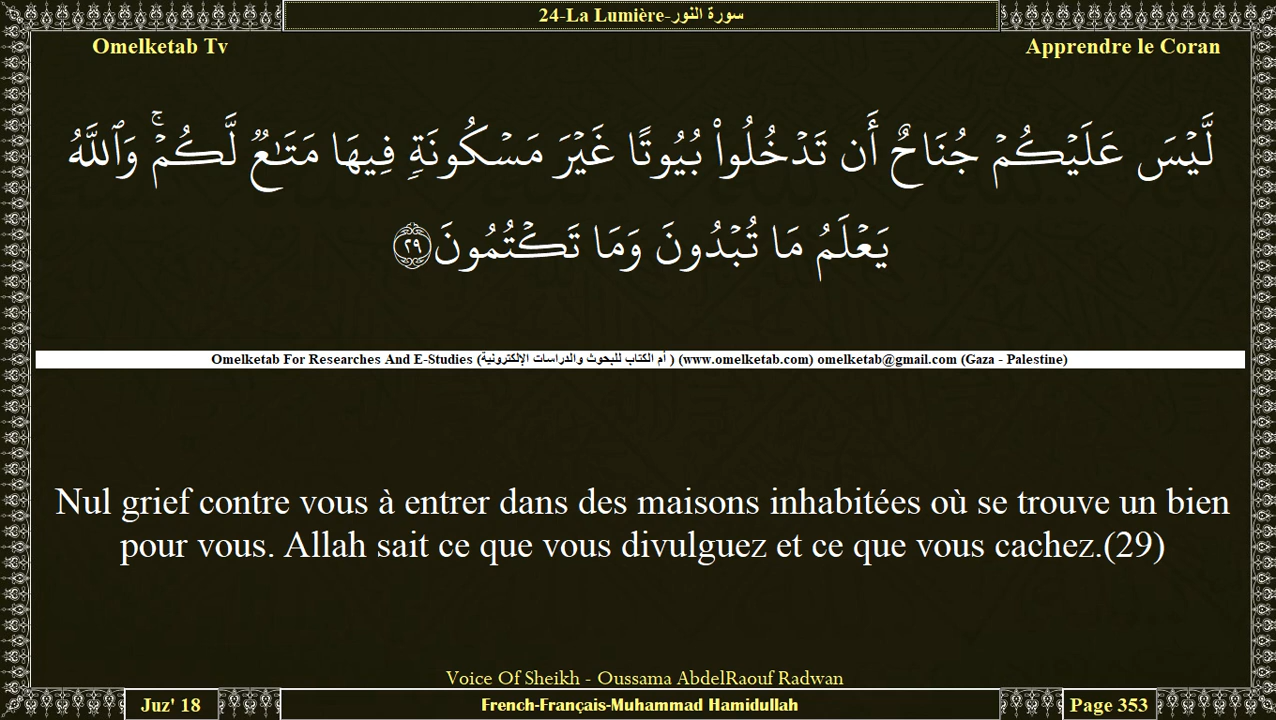 24-La Lumière-سورة النور
Omelketab Tv
Apprendre le Coran
لَّيۡسَ عَلَيۡكُمۡ جُنَاحٌ أَن تَدۡخُلُواْ بُيُوتًا غَيۡرَ مَسۡكُونَةٖ فِيهَا مَتَٰعٞ لَّكُمۡۚ وَٱللَّهُ
يَعۡلَمُ مَا تُبۡدُونَ وَمَا تَكۡتُمُونَ ٢٩
Omelketab For Researches And E-Studies (أم الكتاب للبحوث والدراسات الإلكترونية ) (www.omelketab.com) omelketab@gmail.com (Gaza - Palestine)
Nul grief contre vous à entrer dans des maisons inhabitées où se trouve un bien
pour vous. Allah sait ce que vous divulguez et ce que vous cachez.(29)
Voice Of Sheikh - Oussama AbdelRaouf Radwan
Juz' 18
French-Français-Muhammad Hamidullah
Page 353